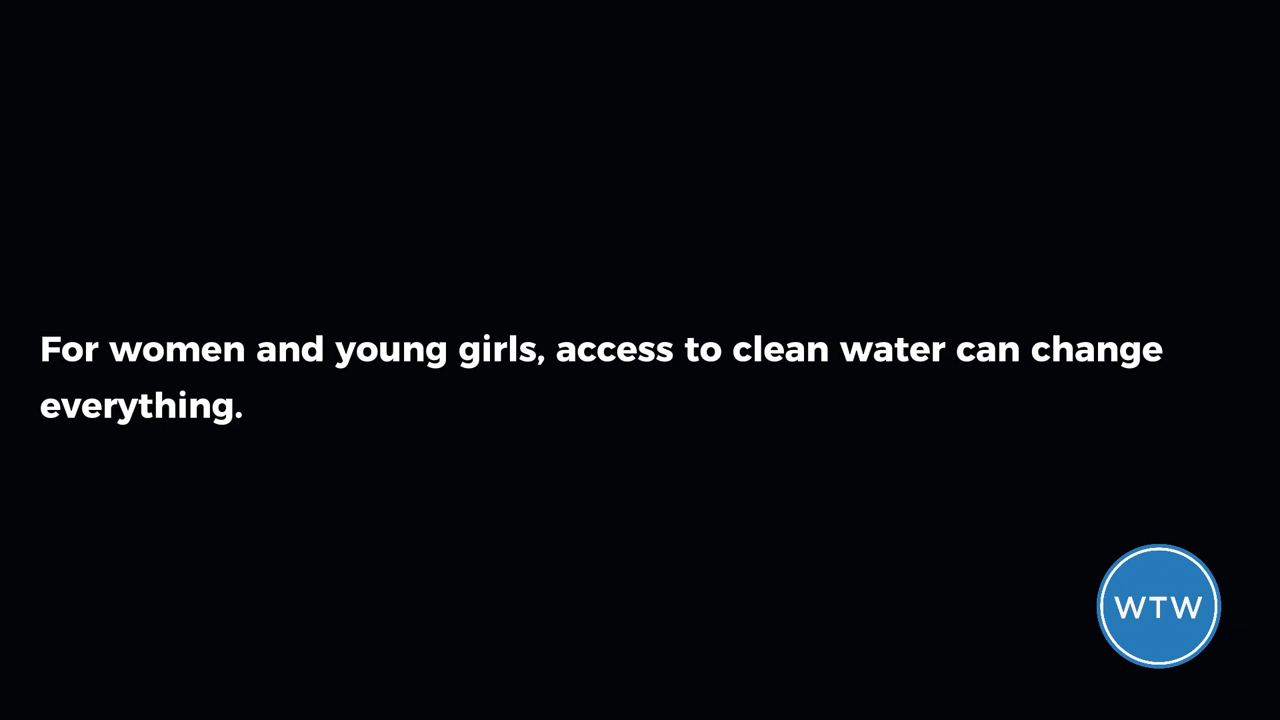 For women and young girls, access to clean water can change
everything.
WTW